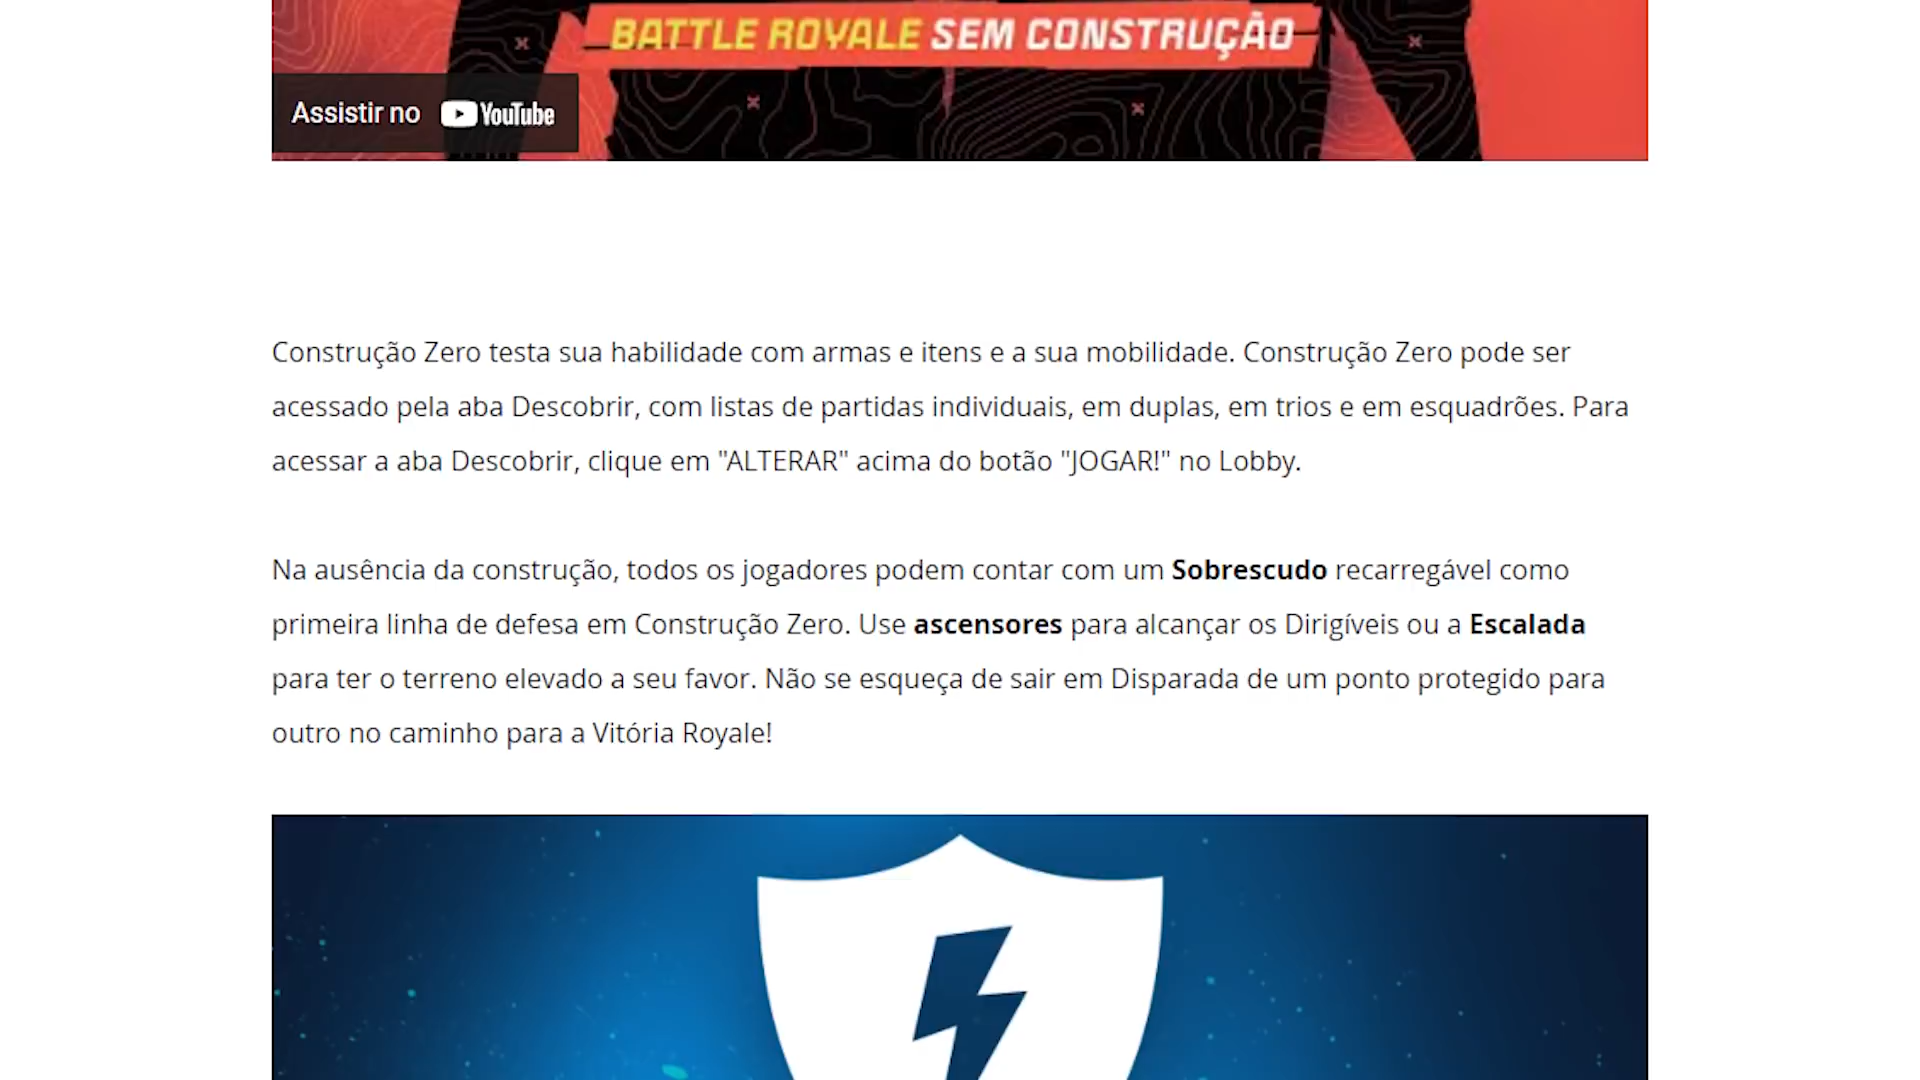 BATTLE ROYALE SEM CONSTRUÇÃO
Assistir no YouTube
Construção Zero testa sua habilidade com armas e itens e a sua mobilidade. Construção Zero pode ser
acessado pela aba Descobrir, com listas de partidas individuais, em duplas, em trios e em esquadrões. Para
acessar a aba Descobrir, clique em "ALTERAR" acima do botão "JOGAR!" no Lobby.
Na ausência da construção, todos os jogadores podem contar com um Sobrescudo recarregável como
primeira linha de defesa em Construção Zero. Use ascensores para alcançar os Dirigíveis ou a Escalada
para ter o terreno elevado a seu favor. Não se esqueça de sair em Disparada de um ponto protegido para
outro no caminho para a Vitória Royale!